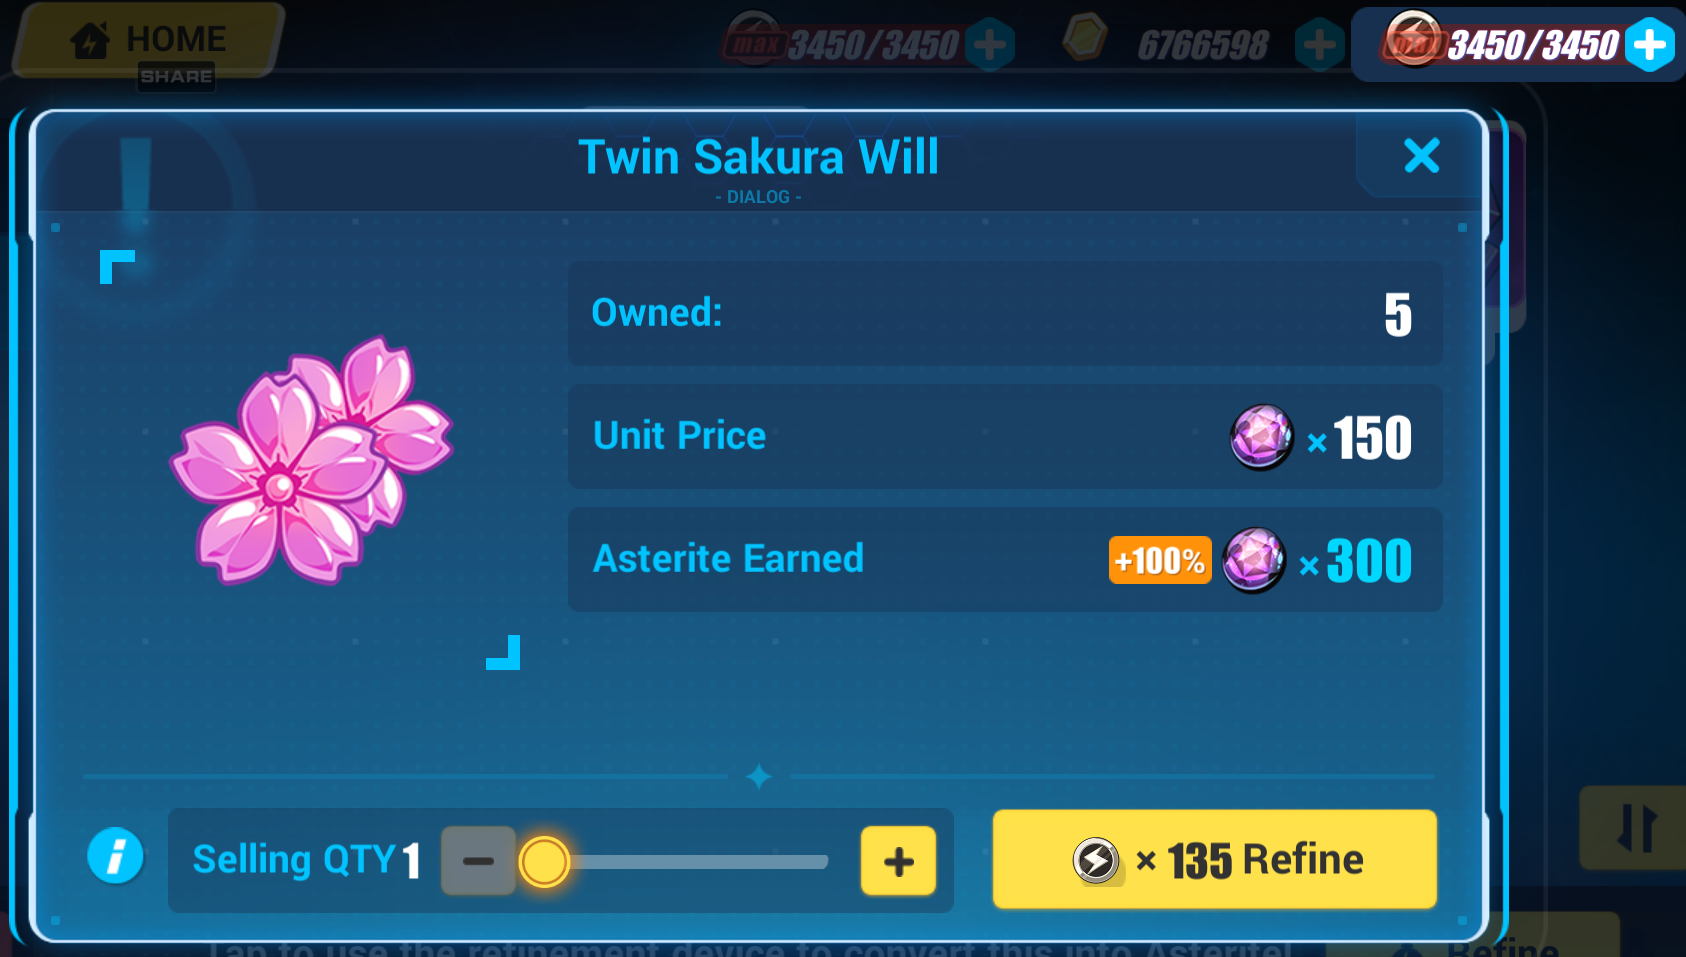 HOME
SHARE
max 3450/3450
6766598
max 3450/3450
Twin Sakura Will
- DIALOG -
Owned: 5
Unit Price ×150
Asterite Earned +100% ×300
Selling QTY 1
× 135 Refine
Tap to use the refinement device to convert this into Asterite!
Refine